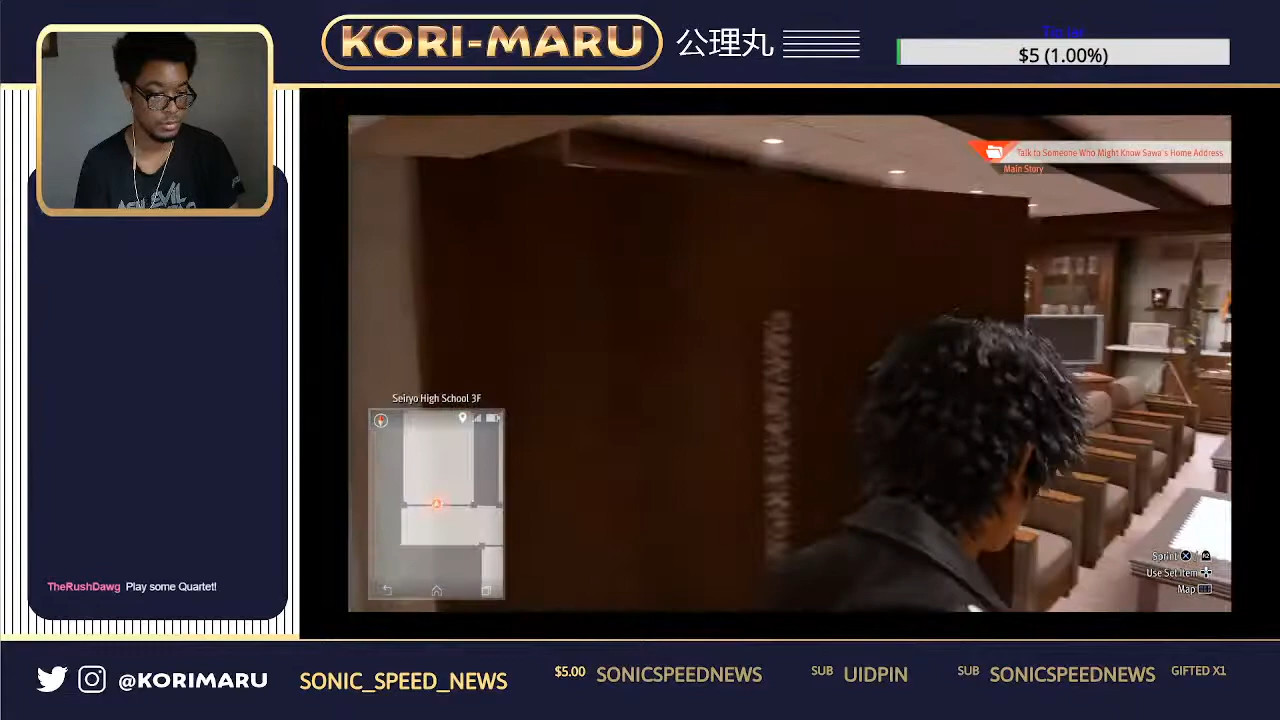 KORI-MARU 公理丸
Tip Jar
$5 (1.00%)
Talk to Someone Who Might Know Sawa's Home Address
Main Story
Seiryo High School 3F
Sprint
Use Set Item
Map
TheRushDawg Play some Quartet!
@KORIMARU
SONIC_SPEED_NEWS
$5.00 SONICSPEEDNEWS
SUB UIDPIN
SUB SONICSPEEDNEWS GIFTED X1